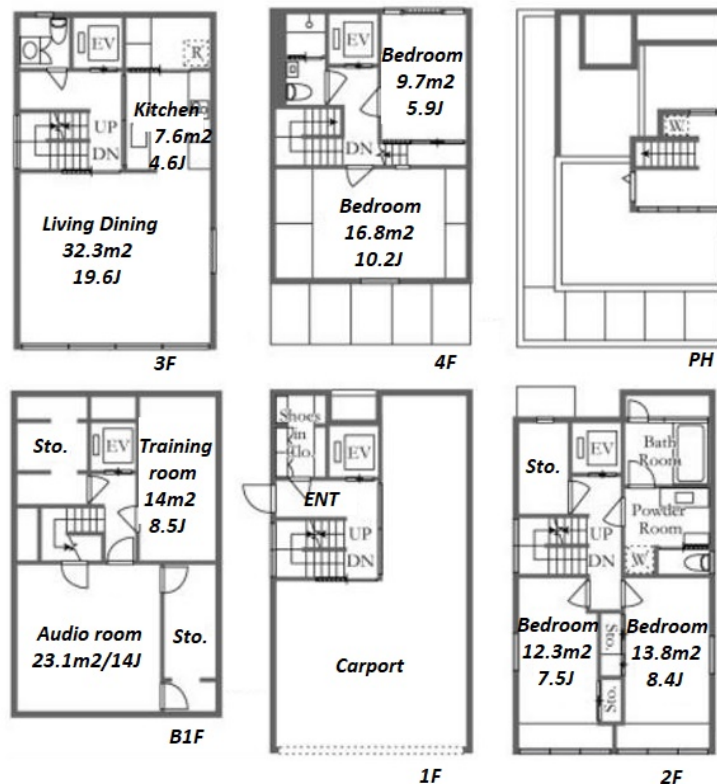 EV
R
Kitchen
7.6m2
4.6J
UP
DN
Living Dining
32.3m2
19.6J
3F
EV
Bedroom
9.7m2
5.9J
DN
Bedroom
16.8m2
10.2J
4F
W
PH
Sto.
EV
Training
room
14m2
8.5J
Audio room
23.1m2/14J
Sto.
B1F
Shoes
in
clo.
EV
ENT
UP
DN
Carport
1F
Sto.
EV
Bath
Room
Powder
Room
UP
DN
W
Bedroom
12.3m2
7.5J
Sto.
Sto.
Bedroom
13.8m2
8.4J
2F